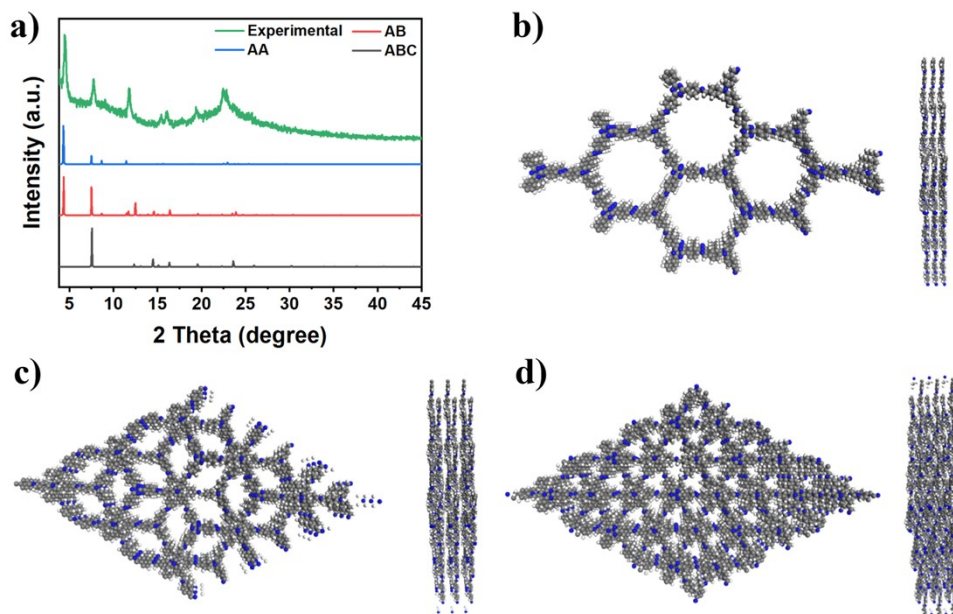 a)
Experimental
AB
AA
ABC
Intensity (a.u.)
5 10 15 20 25 30 35 40 45
2 Theta (degree)
b)
c)
d)